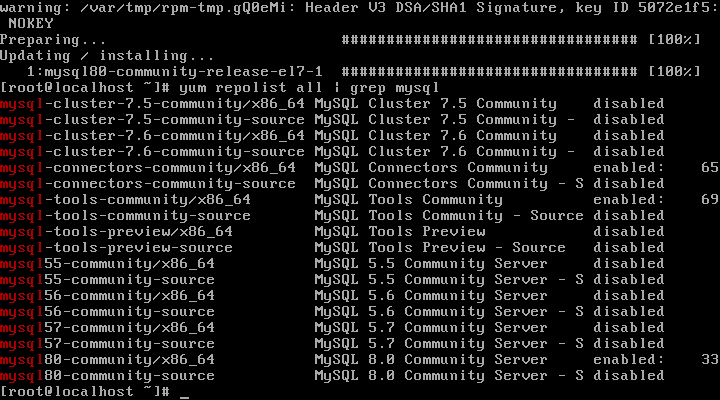 warning: /var/tmp/rpm-tmp.gQ0eMi: Header V3 DSA/SHA1 Signature, key ID 5072e1f5:
 NOKEY
Preparing...                          ################################# [100%]
Updating / installing...
   1:mysql80-community-release-el7-1  ################################# [100%]
[root@localhost ~]# yum repolist all | grep mysql
mysql-cluster-7.5-community/x86_64 MySQL Cluster 7.5 Community    disabled
mysql-cluster-7.5-community-source MySQL Cluster 7.5 Community -  disabled
mysql-cluster-7.6-community/x86_64 MySQL Cluster 7.6 Community    disabled
mysql-cluster-7.6-community-source MySQL Cluster 7.6 Community -  disabled
mysql-connectors-community/x86_64  MySQL Connectors Community     enabled:    65
mysql-connectors-community-source  MySQL Connectors Community - S disabled
mysql-tools-community/x86_64       MySQL Tools Community          enabled:    69
mysql-tools-community-source       MySQL Tools Community - Source disabled
mysql-tools-preview/x86_64         MySQL Tools Preview            disabled
mysql-tools-preview-source         MySQL Tools Preview - Source   disabled
mysql55-community/x86_64           MySQL 5.5 Community Server     disabled
mysql55-community-source           MySQL 5.5 Community Server - S disabled
mysql56-community/x86_64           MySQL 5.6 Community Server     disabled
mysql56-community-source           MySQL 5.6 Community Server - S disabled
mysql57-community/x86_64           MySQL 5.7 Community Server     disabled
mysql57-community-source           MySQL 5.7 Community Server - S disabled
mysql80-community/x86_64           MySQL 8.0 Community Server     enabled:    33
mysql80-community-source           MySQL 8.0 Community Server - S disabled
[root@localhost ~]# _